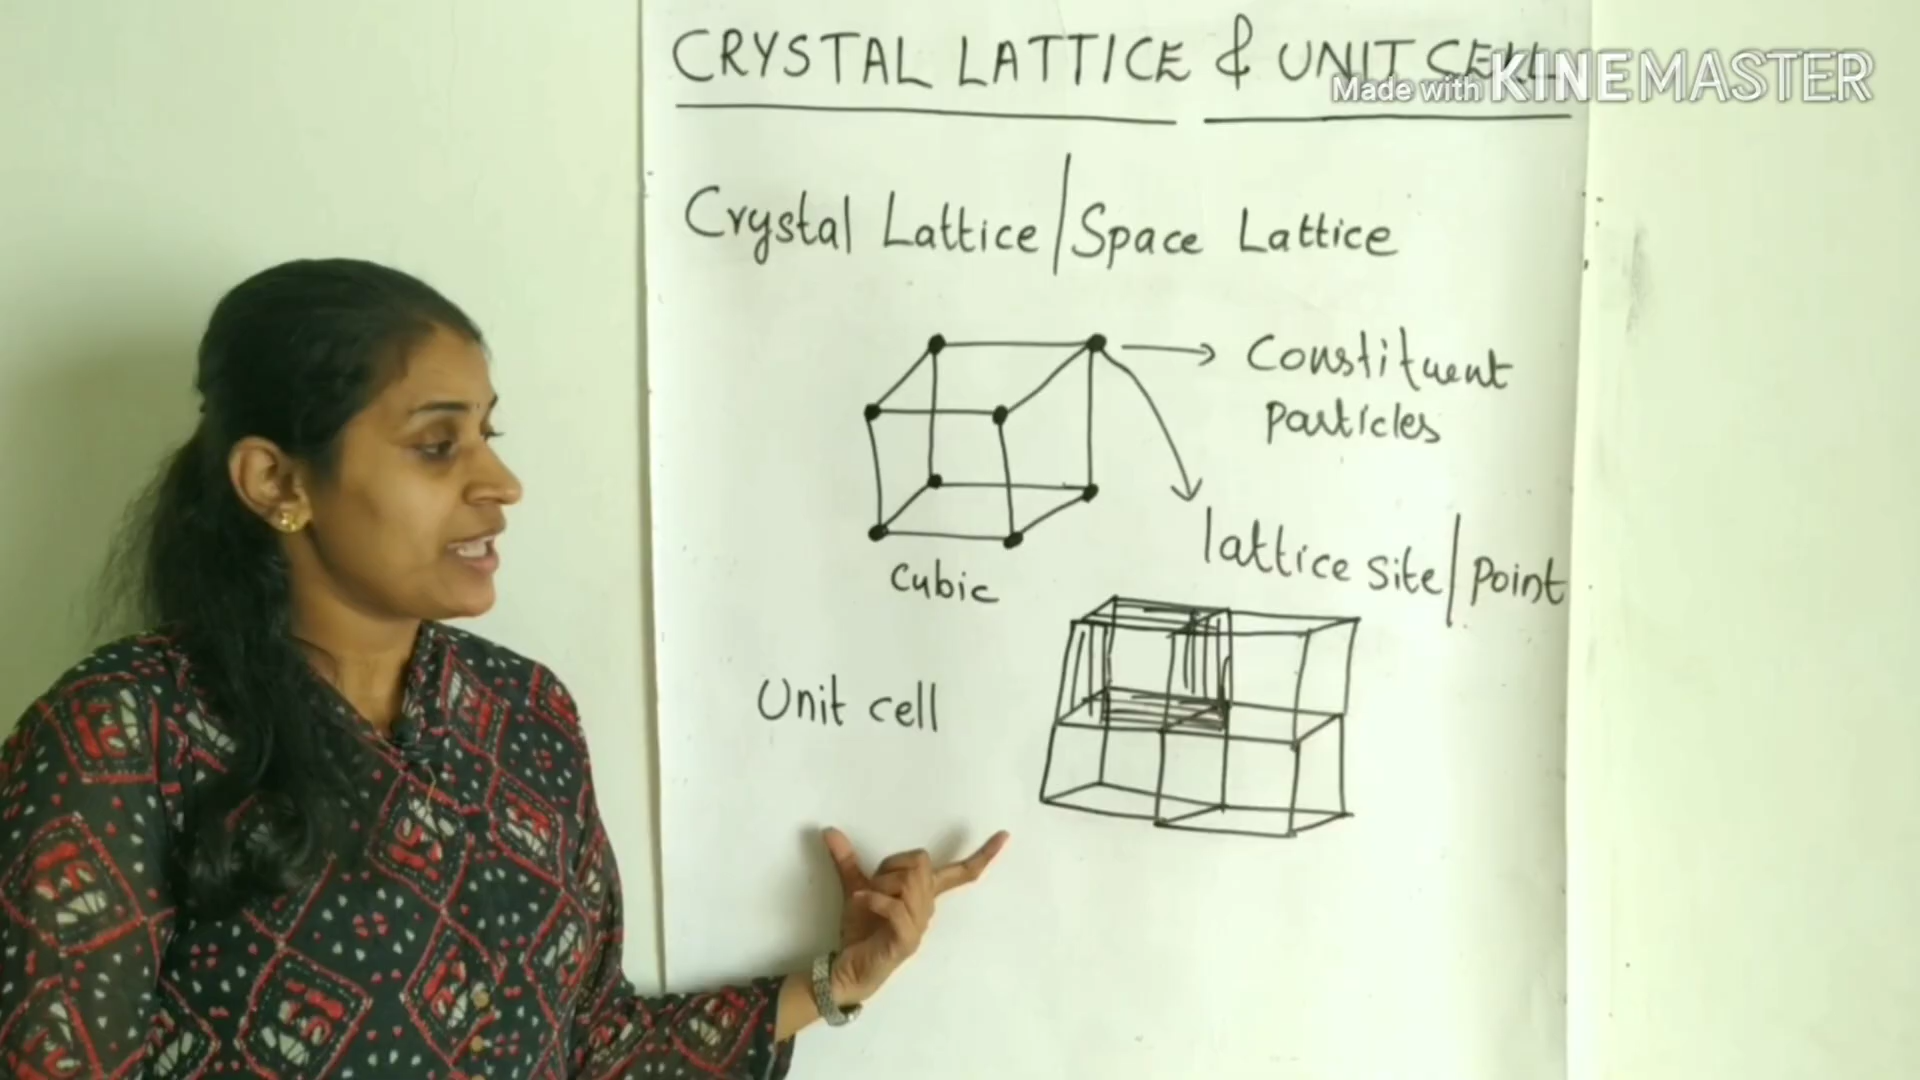 CRYSTAL LATTICE & UNIT CELL
Made with KINEMASTER
Crystal Lattice/Space Lattice
Constituent
Particles
lattice site/Point
Cubic
Unit cell